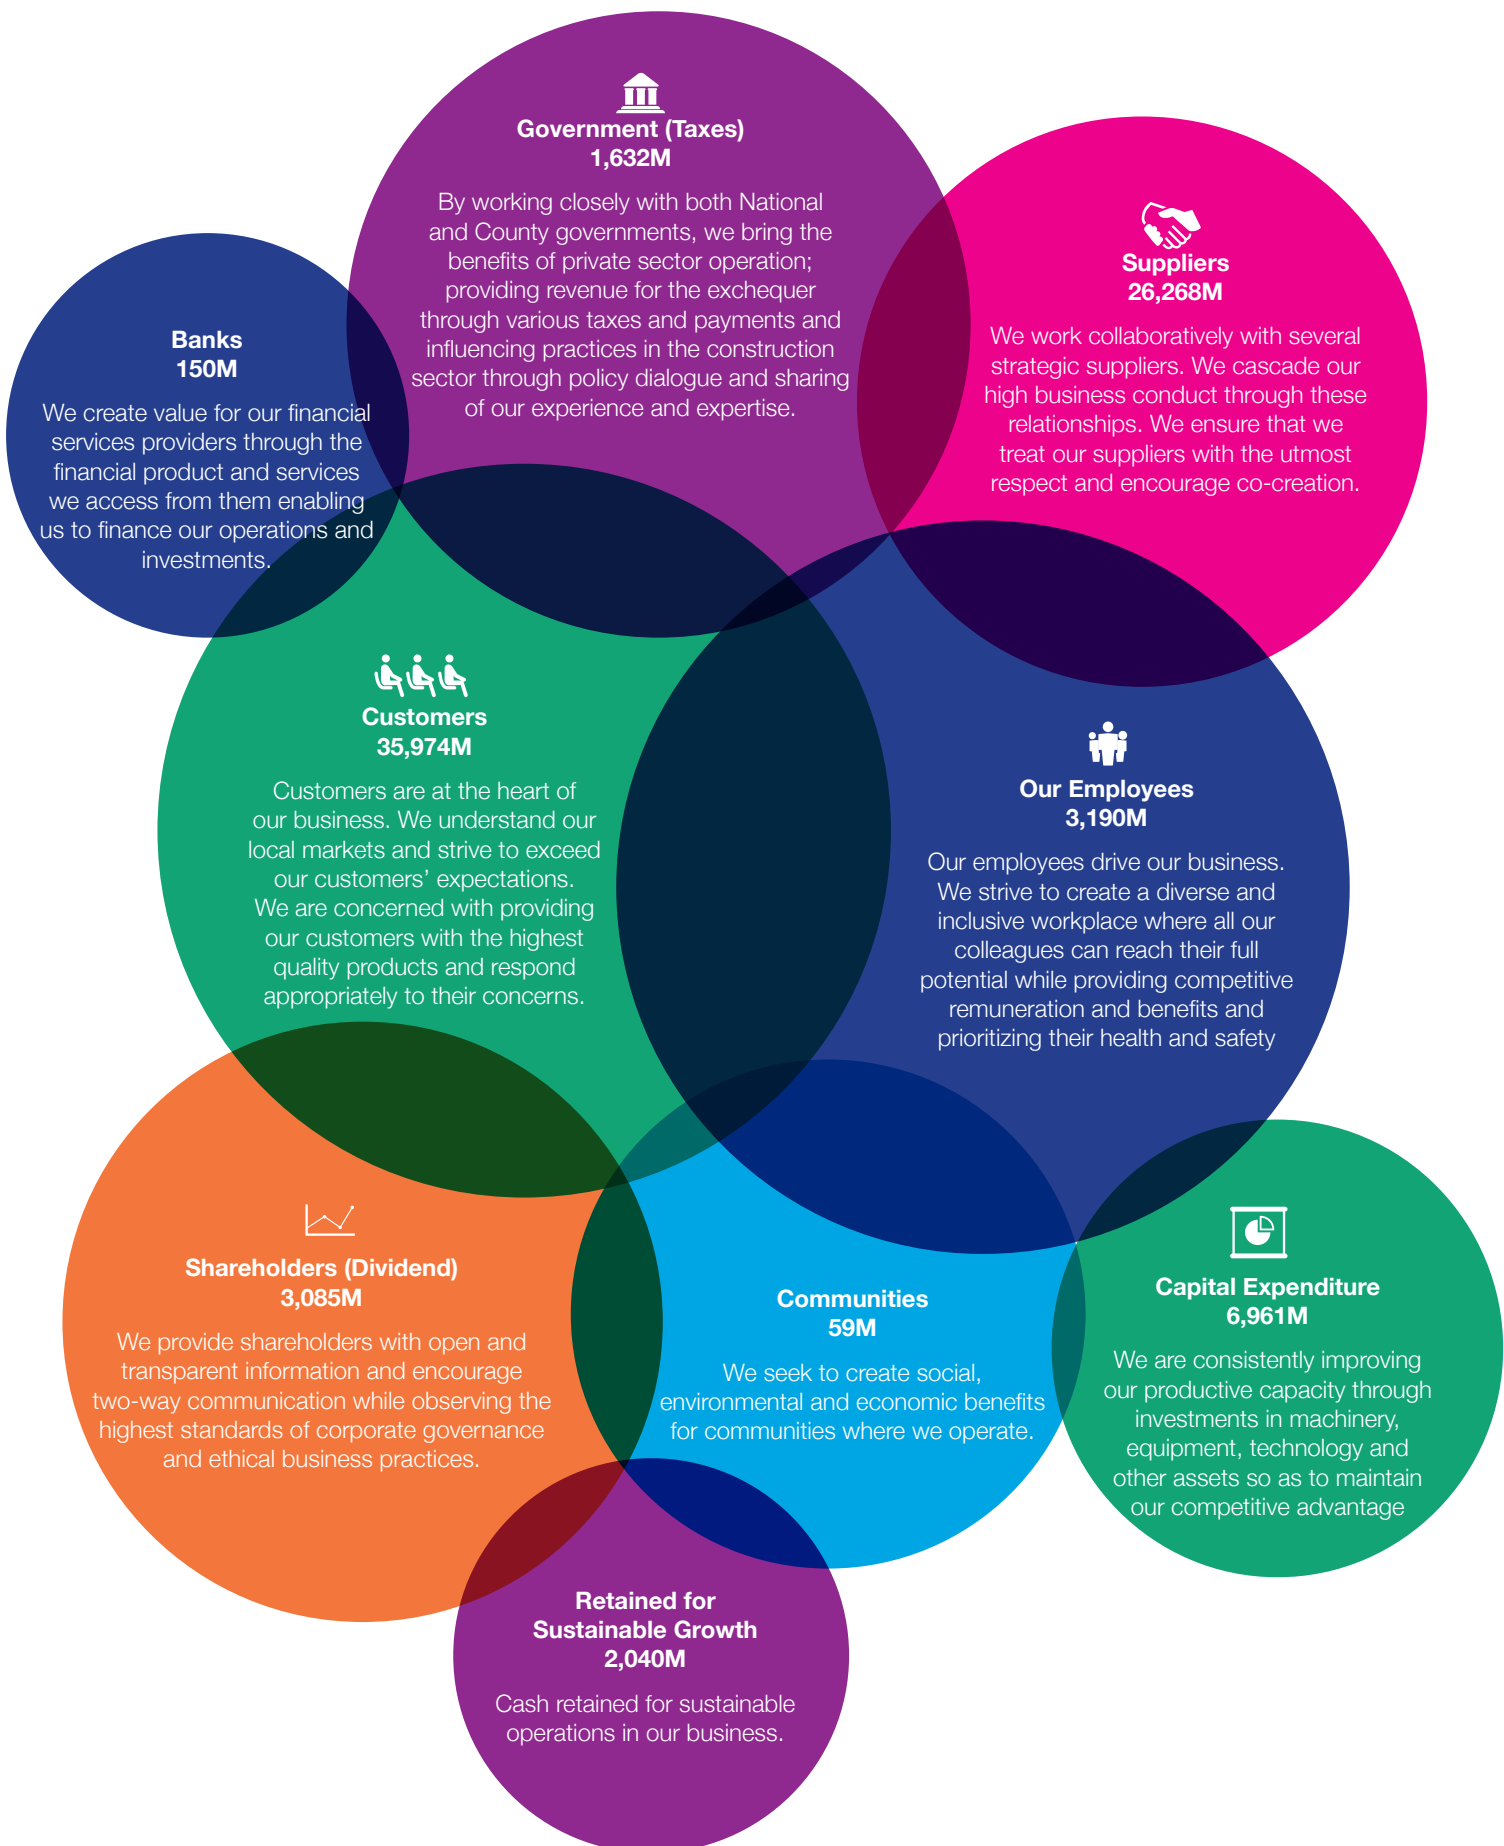 Government (Taxes)
1,632M
By working closely with both National
and County governments, we bring the
benefits of private sector operation;
providing revenue for the exchequer
through various taxes and payments and
influencing practices in the construction
sector through policy dialogue and sharing
of our experience and expertise.
Suppliers
26,268M
We work collaboratively with several
strategic suppliers. We cascade our
high business conduct through these
relationships. We ensure that we
treat our suppliers with the utmost
respect and encourage co-creation.
Banks
150M
We create value for our financial
services providers through the
financial product and services
we access from them enabling
us to finance our operations and
investments.
Customers
35,974M
Customers are at the heart of
our business. We understand our
local markets and strive to exceed
our customers’ expectations.
We are concerned with providing
our customers with the highest
quality products and respond
appropriately to their concerns.
Our Employees
3,190M
Our employees drive our business.
We strive to create a diverse and
inclusive workplace where all our
colleagues can reach their full
potential while providing competitive
remuneration and benefits and
prioritizing their health and safety
Shareholders (Dividend)
3,085M
We provide shareholders with open and
transparent information and encourage
two-way communication while observing the
highest standards of corporate governance
and ethical business practices.
Communities
59M
We seek to create social,
environmental and economic benefits
for communities where we operate.
Capital Expenditure
6,961M
We are consistently improving
our productive capacity through
investments in machinery,
equipment, technology and
other assets so as to maintain
our competitive advantage
Retained for
Sustainable Growth
2,040M
Cash retained for sustainable
operations in our business.